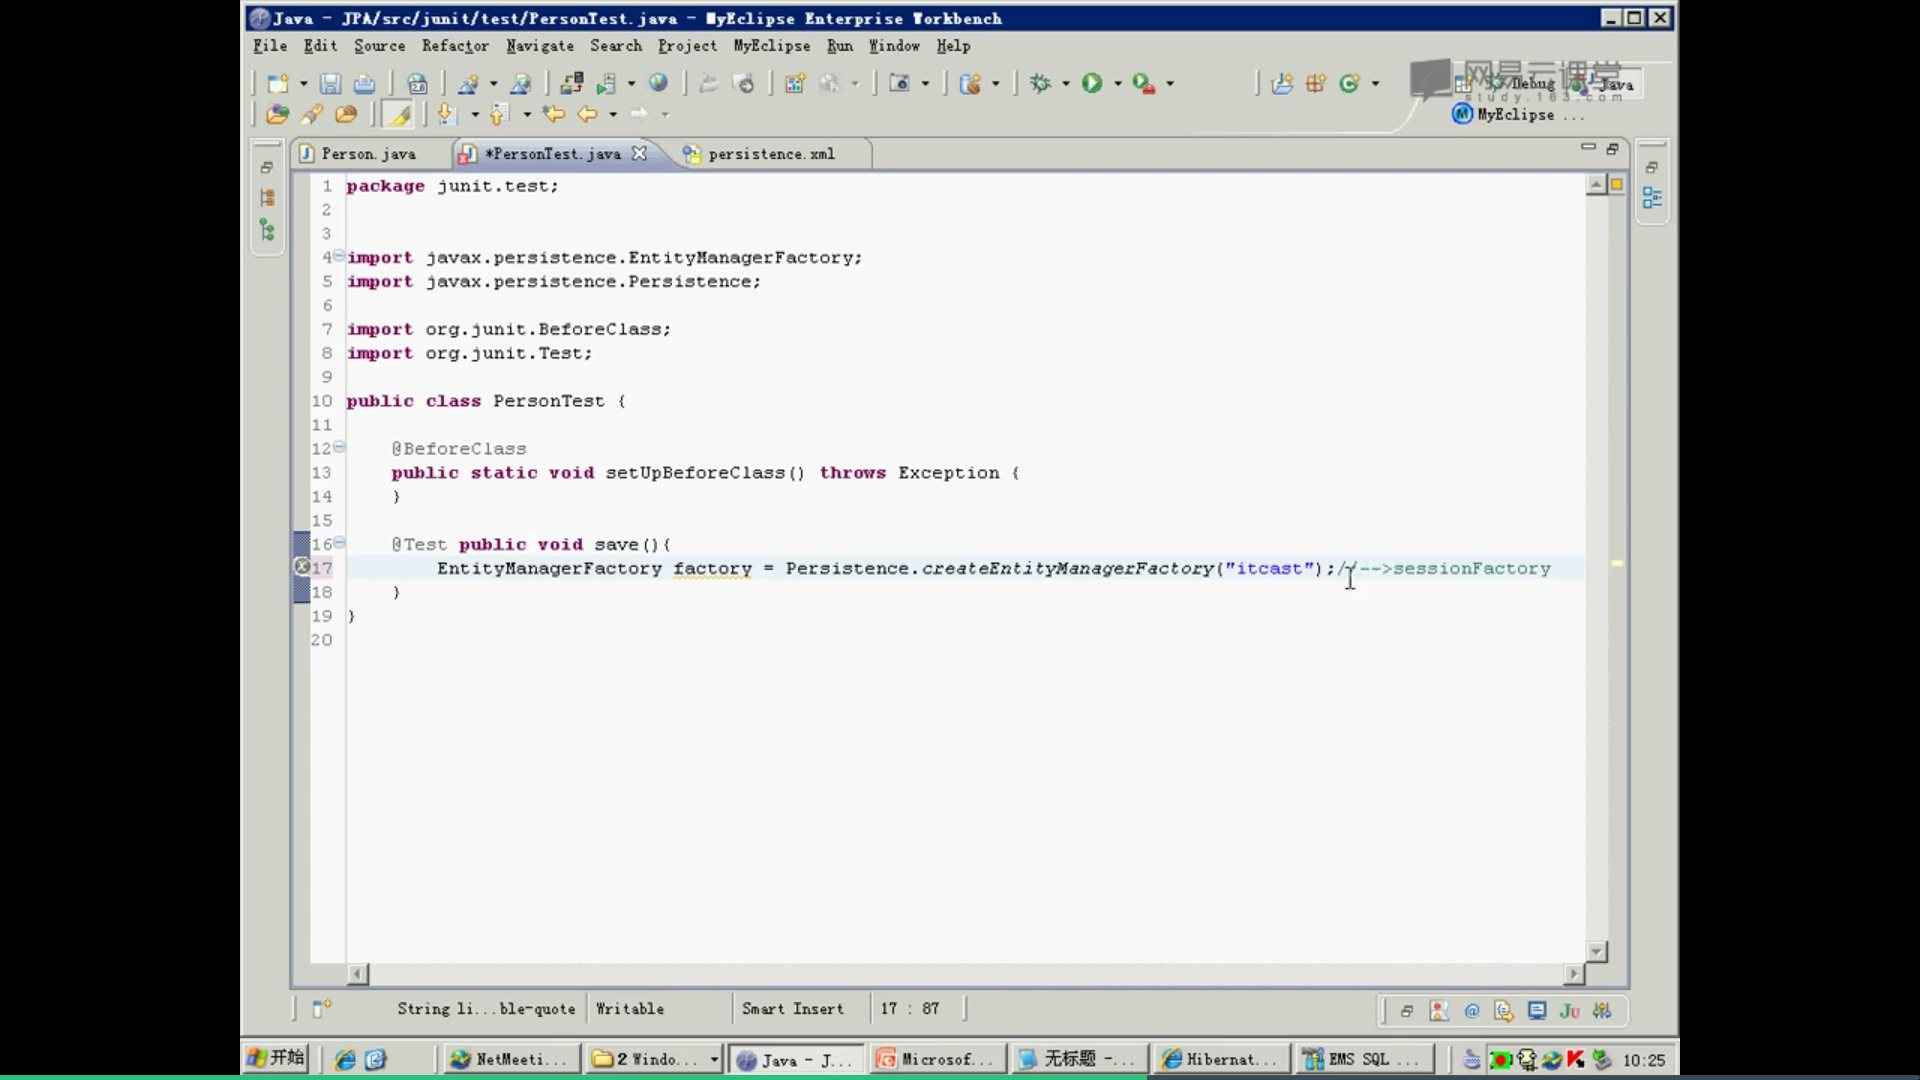 Java - JPA/src/junit/test/PersonTest.java - MyEclipse Enterprise Workbench
File Edit Source Refactor Navigate Search Project MyEclipse Run Window Help
网易云课堂
Debug Java
study.163.com
MyEclipse ...
Person.java *PersonTest.java persistence.xml
1 package junit.test;
2
3
4 import javax.persistence.EntityManagerFactory;
5 import javax.persistence.Persistence;
6
7 import org.junit.BeforeClass;
8 import org.junit.Test;
9
10 public class PersonTest {
11
12 @BeforeClass
13 public static void setUpBeforeClass() throws Exception {
14 }
15
16 @Test public void save(){
17 EntityManagerFactory factory = Persistence.createEntityManagerFactory("itcast");//-->sessionFactory
18 }
19 }
20
String li...ble-quote Writable Smart Insert 17 : 87
开始 NetMeeti... 2 Windo... Java - J... Microsof... 无标题 -... Hibernat... EMS SQL ... 10:25